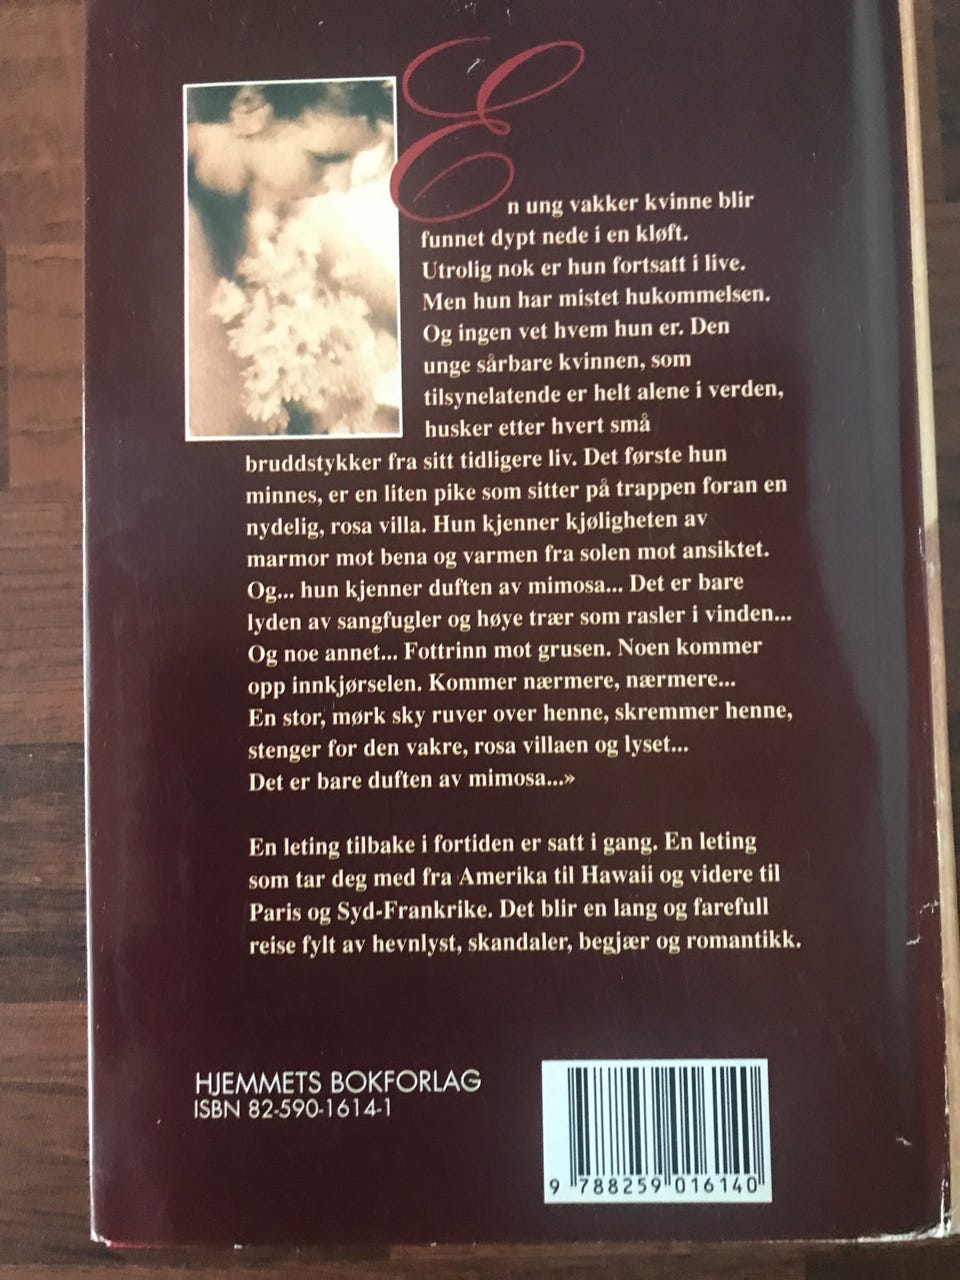 En ung vakker kvinne blir
funnet dypt nede i en kløft.
Utrolig nok er hun fortsatt i live.
Men hun har mistet hukommelsen.
Og ingen vet hvem hun er. Den
unge sårbare kvinnen, som
tilsynelatende er helt alene i verden,
husker etter hvert små
bruddstykker fra sitt tidligere liv. Det første hun
minnes, er en liten pike som sitter på trappen foran en
nydelig, rosa villa. Hun kjenner kjøligheten av
marmor mot bena og varmen fra solen mot ansiktet.
Og... hun kjenner duften av mimosa... Det er bare
lyden av sangfugler og høye trær som rasler i vinden...
Og noe annet... Fottrinn mot grusen. Noen kommer
opp innkjørselen. Kommer nærmere, nærmere...
En stor, mørk sky ruver over henne, skremmer henne,
stenger for den vakre, rosa villaen og lyset...
Det er bare duften av mimosa...»
En leting tilbake i fortiden er satt i gang. En leting
som tar deg med fra Amerika til Hawaii og videre til
Paris og Syd-Frankrike. Det blir en lang og farefull
reise fylt av hevnlyst, skandaler, begjær og romantikk.
HJEMMETS BOKFORLAG
ISBN 82-590-1614-1
9 788259 016140